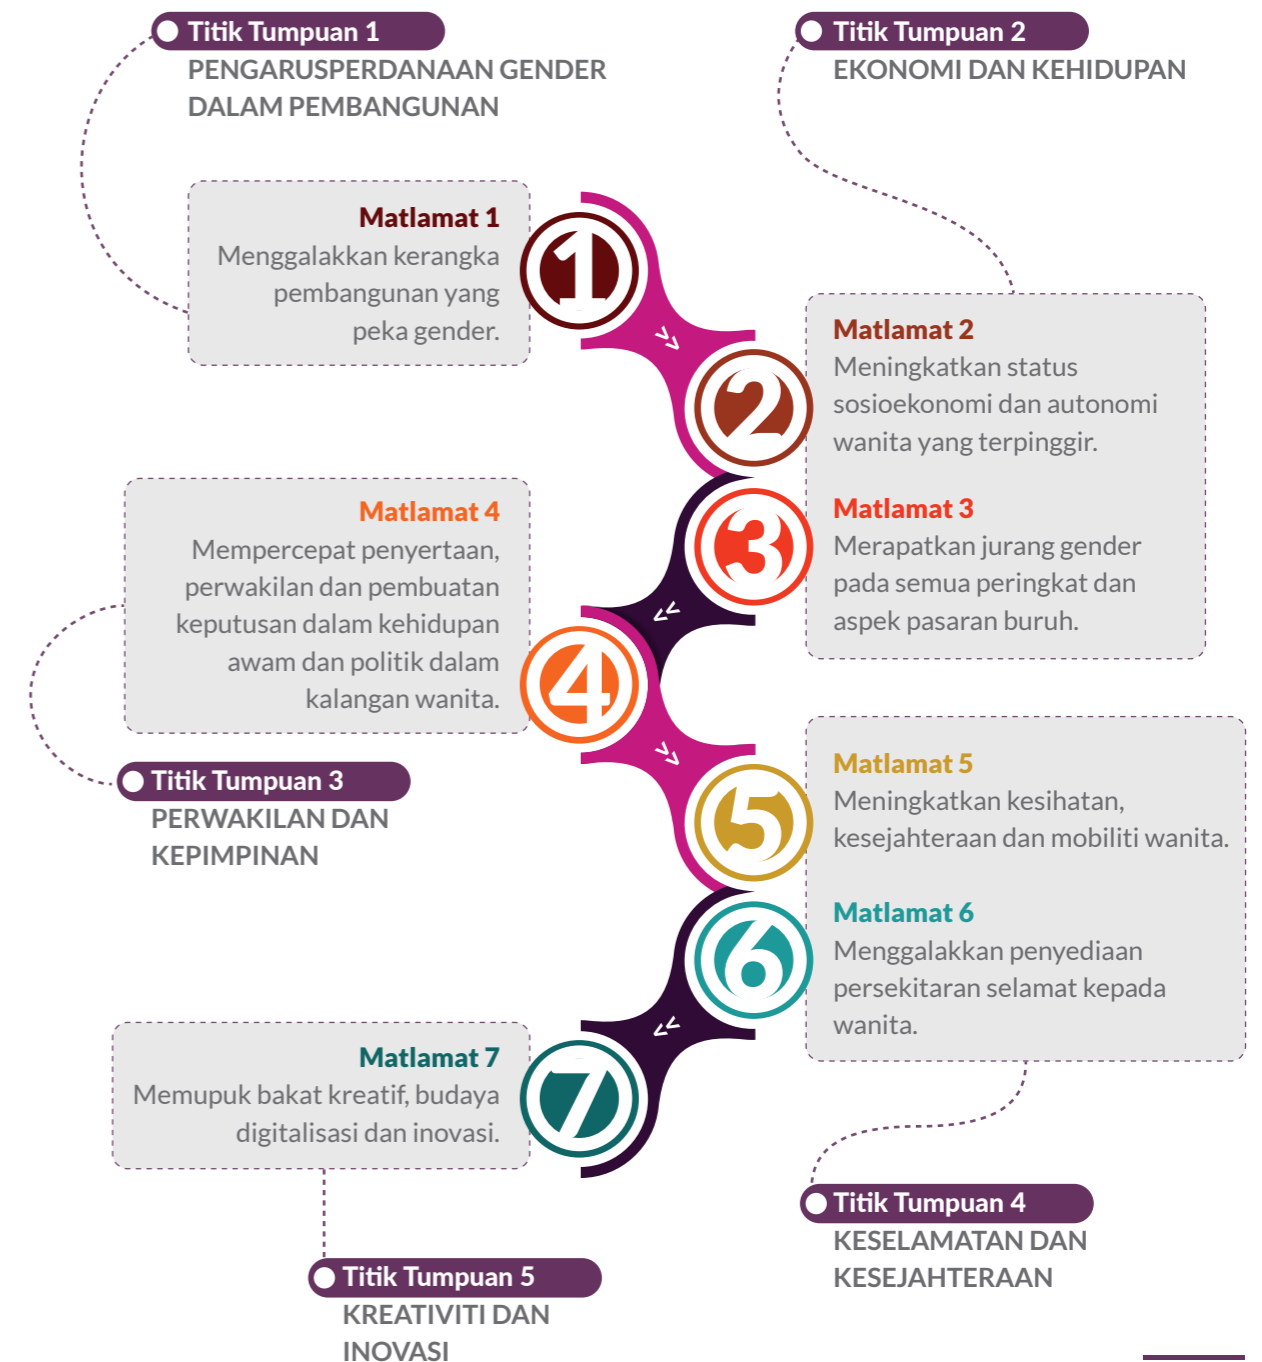 Titik Tumpuan 1
PENGARUSPERDANAAN GENDER
DALAM PEMBANGUNAN
Titik Tumpuan 2
EKONOMI DAN KEHIDUPAN
Matlamat 1
Menggalakkan kerangka
pembangunan yang
peka gender.
1
2
Matlamat 2
Meningkatkan status
sosioekonomi dan autonomi
wanita yang terpinggir.
3
Matlamat 3
Merapatkan jurang gender
pada semua peringkat dan
aspek pasaran buruh.
Matlamat 4
Mempercepat penyertaan,
perwakilan dan pembuatan
keputusan dalam kehidupan
awam dan politik dalam
kalangan wanita.
4
Titik Tumpuan 3
PERWAKILAN DAN
KEPIMPINAN
5
Matlamat 5
Meningkatkan kesihatan,
kesejahteraan dan mobiliti wanita.
6
Matlamat 6
Menggalakkan penyediaan
persekitaran selamat kepada
wanita.
Matlamat 7
Memupuk bakat kreatif, budaya
digitalisasi dan inovasi.
7
Titik Tumpuan 4
KESELAMATAN DAN
KESEJAHTERAAN
Titik Tumpuan 5
KREATIVITI DAN
INOVASI